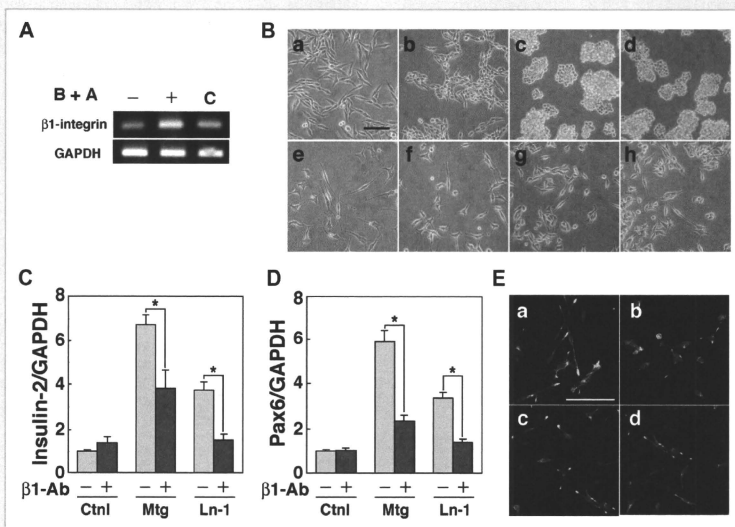 A
B + A − + C
β1-integrin
GAPDH
B
a b c d
e f g h
C
Insulin-2/GAPDH
8
6
4
2
0
*
*
β1-Ab − + − + − +
Ctnl Mtg Ln-1
D
Pax6/GAPDH
8
6
4
2
0
*
*
β1-Ab − + − + − +
Ctnl Mtg Ln-1
E
a b
c d